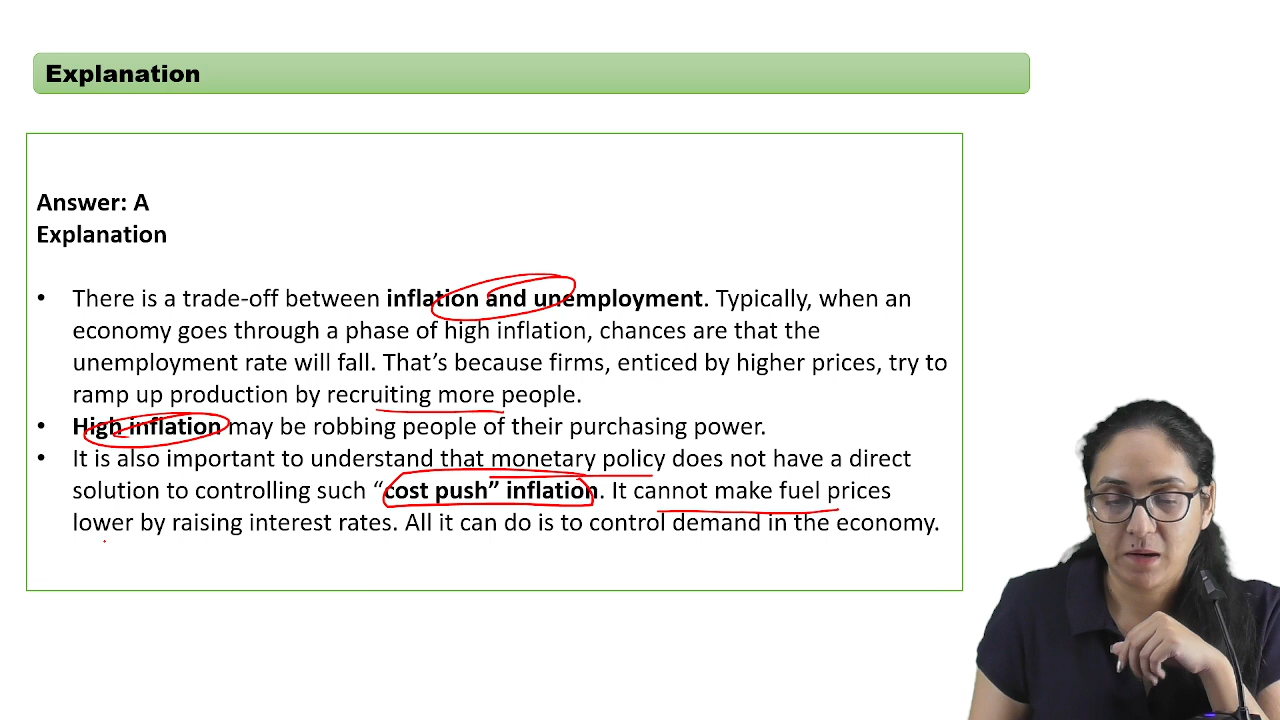 Explanation
Answer: A
Explanation
• There is a trade-off between inflation and unemployment. Typically, when an
economy goes through a phase of high inflation, chances are that the
unemployment rate will fall. That’s because firms, enticed by higher prices, try to
ramp up production by recruiting more people.
• High inflation may be robbing people of their purchasing power.
• It is also important to understand that monetary policy does not have a direct
solution to controlling such “cost push” inflation. It cannot make fuel prices
lower by raising interest rates. All it can do is to control demand in the economy.